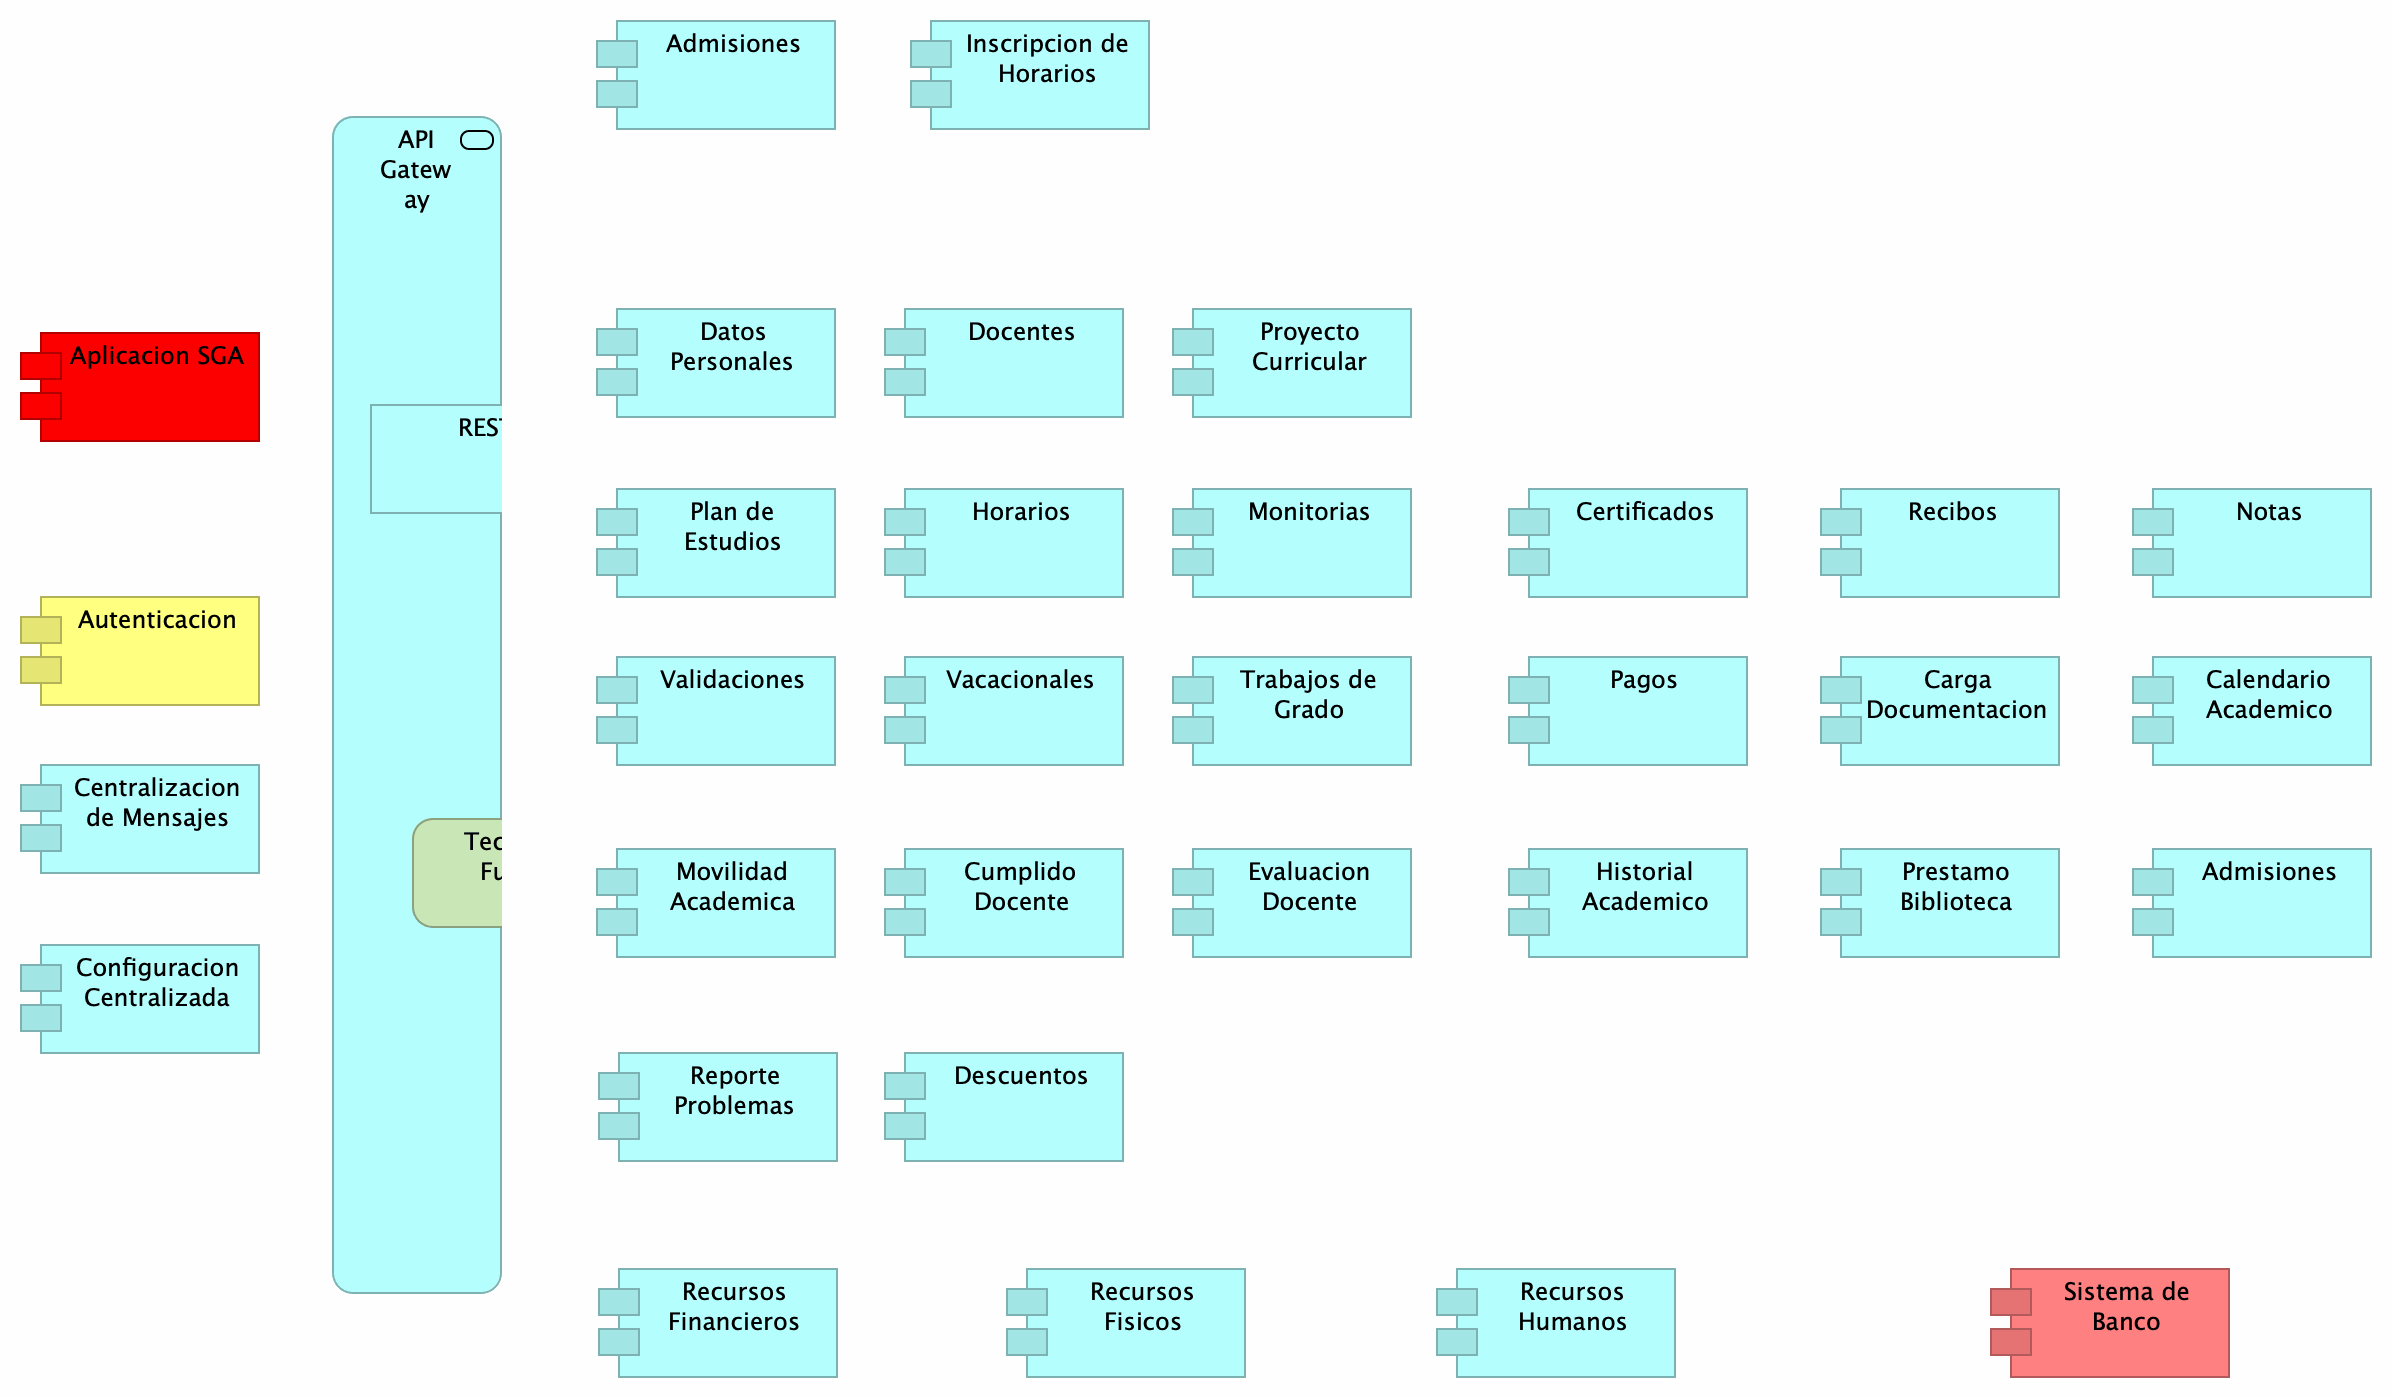 Admisiones
Inscripcion de
Horarios
API
Gatew
ay
Aplicacion SGA
REST
Datos
Personales
Docentes
Proyecto
Curricular
Plan de
Estudios
Horarios
Monitorias
Certificados
Recibos
Notas
Autenticacion
Validaciones
Vacacionales
Trabajos de
Grado
Pagos
Carga
Documentacion
Calendario
Academico
Centralizacion
de Mensajes
Tec
Fu
Movilidad
Academica
Cumplido
Docente
Evaluacion
Docente
Historial
Academico
Prestamo
Biblioteca
Admisiones
Configuracion
Centralizada
Reporte
Problemas
Descuentos
Recursos
Financieros
Recursos
Fisicos
Recursos
Humanos
Sistema de
Banco